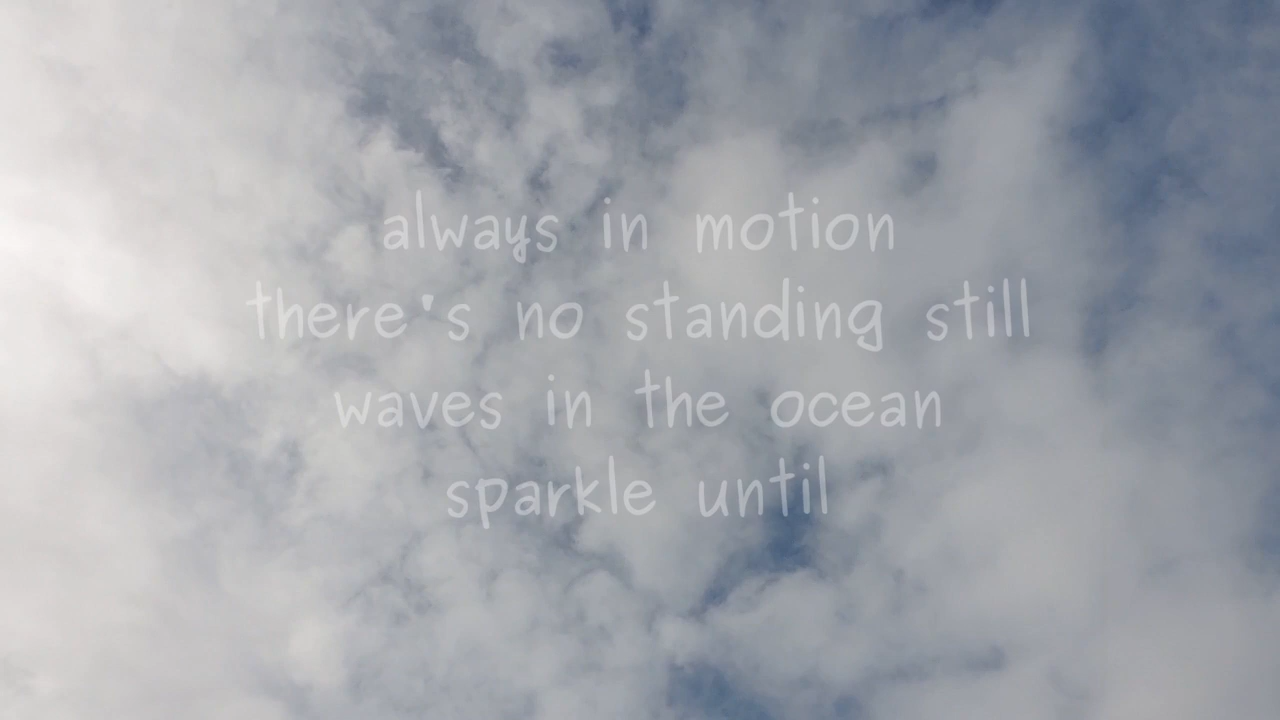 always in motion
there's no standing still
waves in the ocean
sparkle until